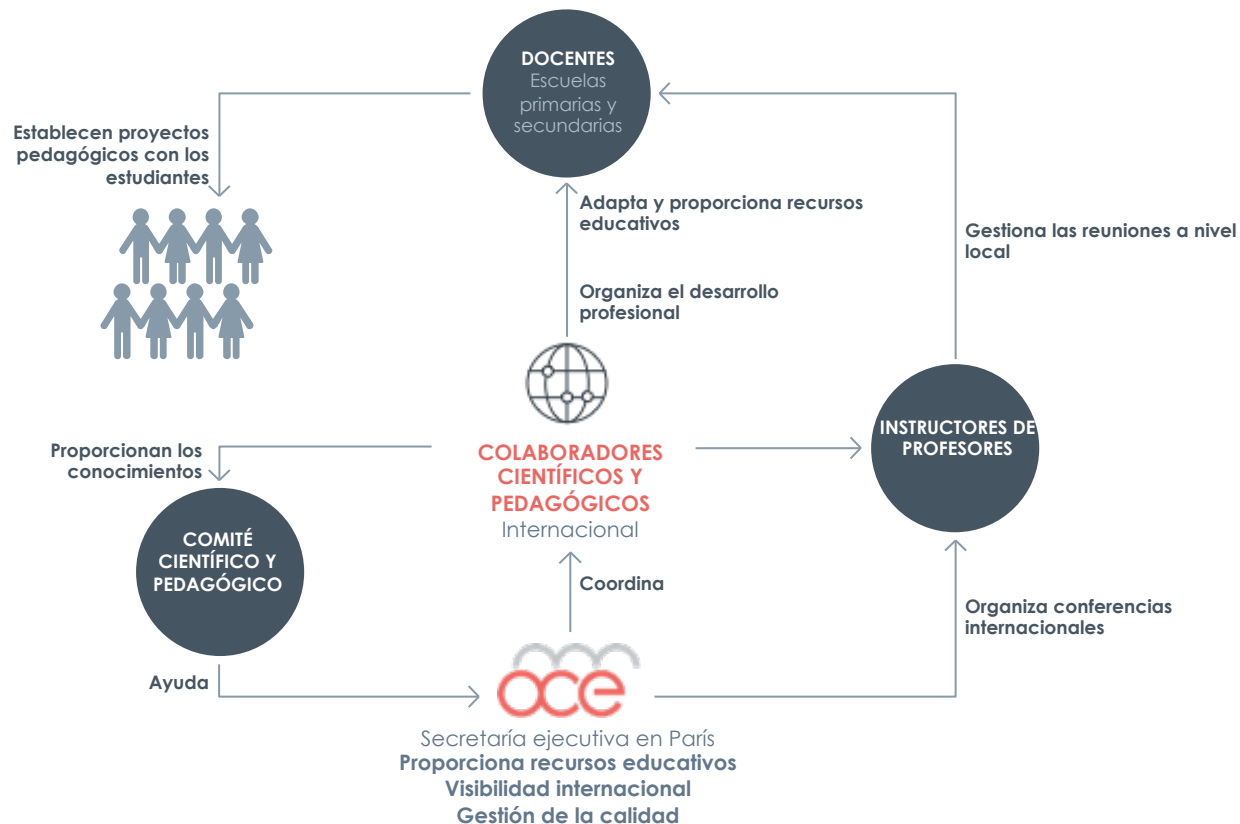 DOCENTES
Escuelas
primarias y
secundarias
Establecen proyectos
pedagógicos con los
estudiantes
Adapta y proporciona recursos
educativos
Gestiona las reuniones a nivel
local
Organiza el desarrollo
profesional
INSTRUCTORES DE
PROFESORES
Proporcionan los
conocimientos
COLABORADORES
CIENTÍFICOS Y
PEDAGÓGICOS
Internacional
COMITÉ
CIENTÍFICO Y
PEDAGÓGICO
Coordina
Organiza conferencias
internacionales
Ayuda
oce
Secretaría ejecutiva en París
Proporciona recursos educativos
Visibilidad internacional
Gestión de la calidad